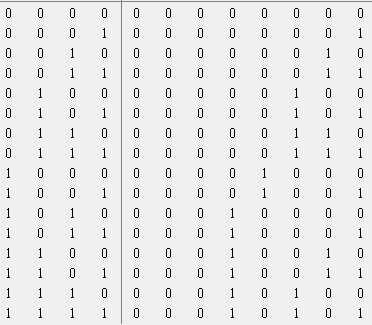 0 0 0 0 0 0 0 0 0 0 0 0
0 0 0 1 0 0 0 0 0 0 0 1
0 0 1 0 0 0 0 0 0 0 1 0
0 0 1 1 0 0 0 0 0 0 1 1
0 1 0 0 0 0 0 0 0 1 0 0
0 1 0 1 0 0 0 0 0 1 0 1
0 1 1 0 0 0 0 0 0 1 1 0
0 1 1 1 0 0 0 0 0 1 1 1
1 0 0 0 0 0 0 0 1 0 0 0
1 0 0 1 0 0 0 0 1 0 0 1
1 0 1 0 0 0 0 1 0 0 0 0
1 0 1 1 0 0 0 1 0 0 0 1
1 1 0 0 0 0 0 1 0 0 1 0
1 1 0 1 0 0 0 1 0 0 1 1
1 1 1 0 0 0 0 1 0 1 0 0
1 1 1 1 0 0 0 1 0 1 0 1